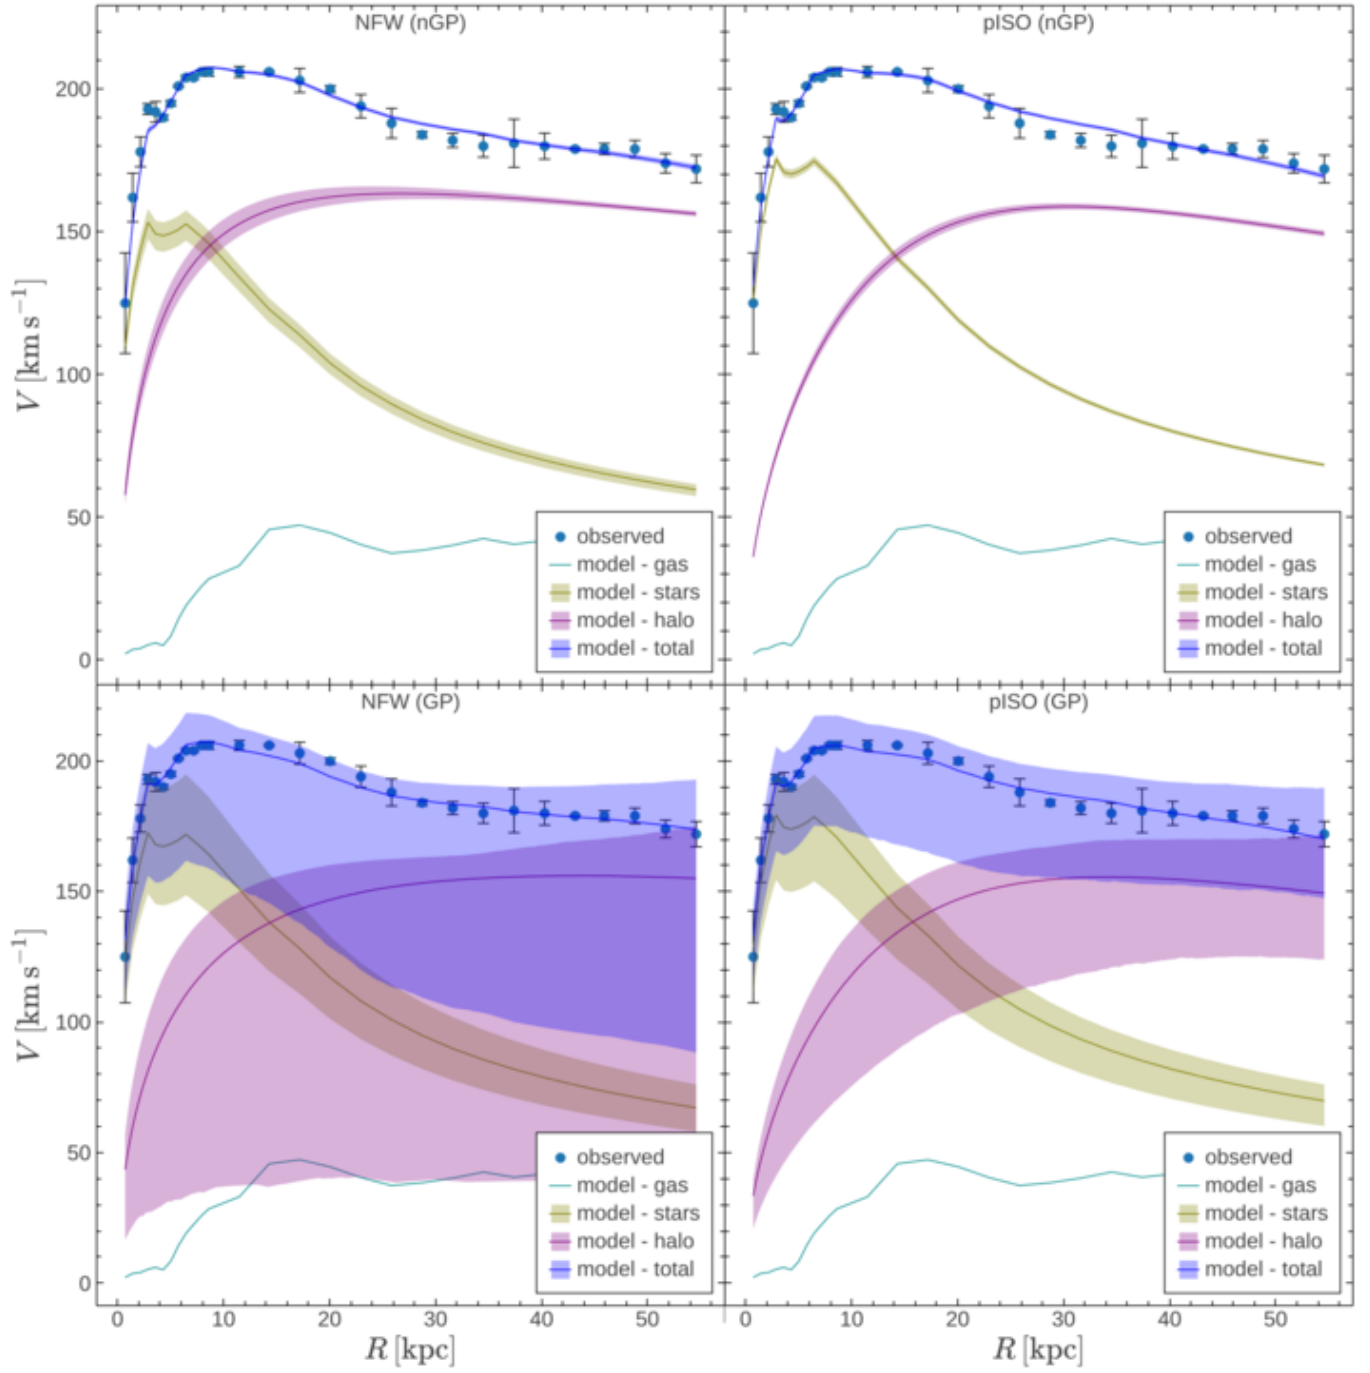 NFW (nGP)
pISO (nGP)
200
150
100
50
0
V [km s⁻¹]
observed
model - gas
model - stars
model - halo
model - total
observed
model - gas
model - stars
model - halo
model - total
NFW (GP)
pISO (GP)
200
150
100
50
0
V [km s⁻¹]
observed
model - gas
model - stars
model - halo
model - total
observed
model - gas
model - stars
model - halo
model - total
0 10 20 30 40 50
0 10 20 30 40 50
R [kpc]
R [kpc]